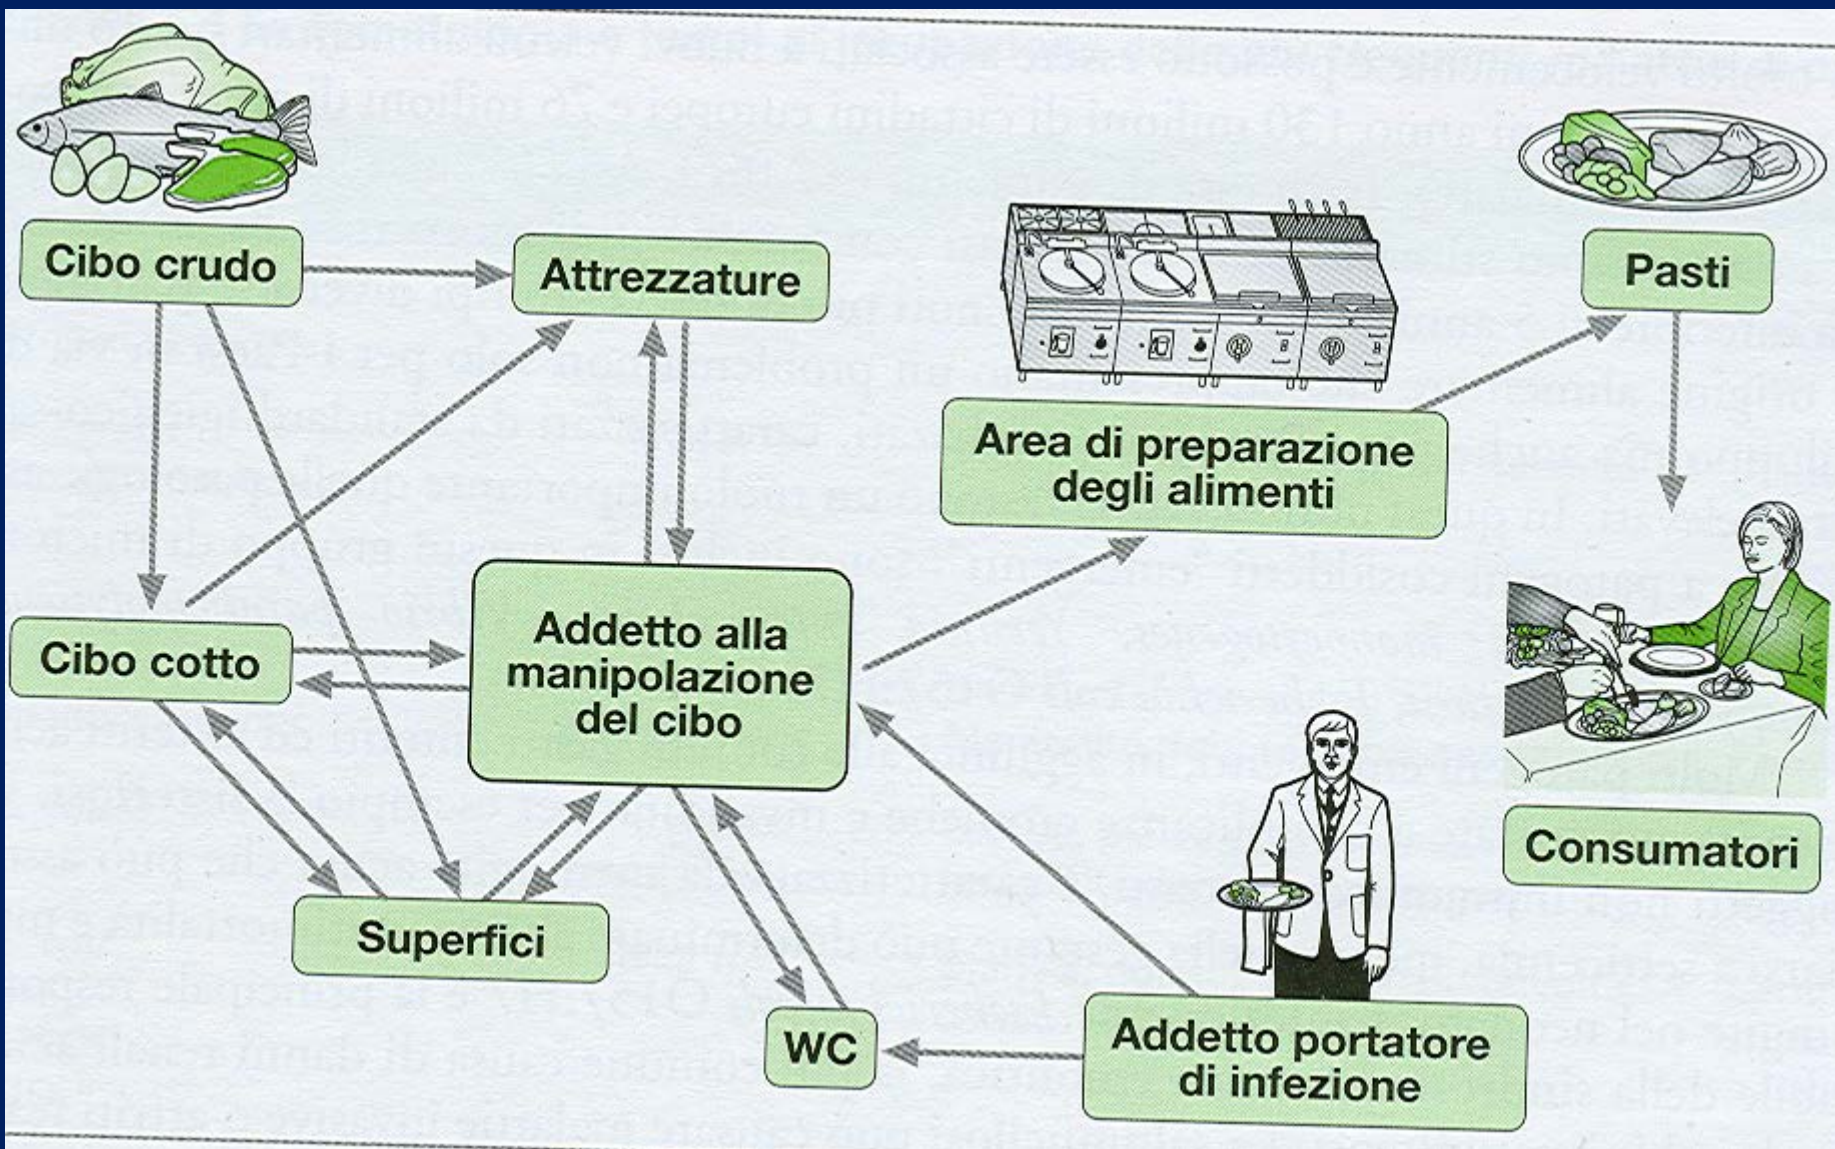 Cibo crudo
Attrezzature
Pasti
Area di preparazione
degli alimenti
Cibo cotto
Addetto alla
manipolazione
del cibo
Consumatori
Superfici
WC
Addetto portatore
di infezione